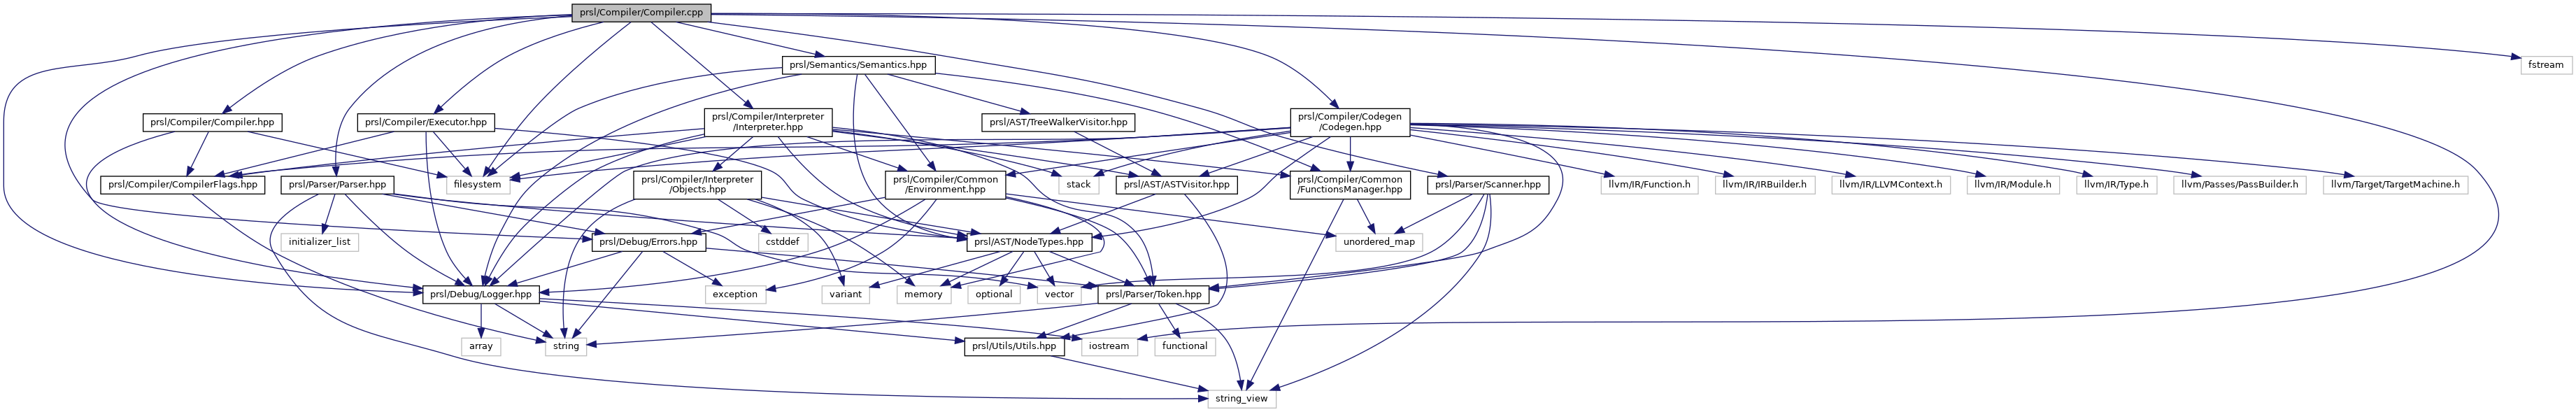 prsl/Compiler/Compiler.cpp
fstream
prsl/Semantics/Semantics.hpp
prsl/Compiler/Compiler.hpp
prsl/Compiler/Executor.hpp
prsl/Compiler/Interpreter
/Interpreter.hpp
prsl/AST/TreeWalkerVisitor.hpp
prsl/Compiler/Codegen
/Codegen.hpp
prsl/Compiler/CompilerFlags.hpp
prsl/Parser/Parser.hpp
filesystem
prsl/Compiler/Interpreter
/Objects.hpp
prsl/Compiler/Common
/Environment.hpp
stack
prsl/AST/ASTVisitor.hpp
prsl/Compiler/Common
/FunctionsManager.hpp
prsl/Parser/Scanner.hpp
llvm/IR/Function.h
llvm/IR/IRBuilder.h
llvm/IR/LLVMContext.h
llvm/IR/Module.h
llvm/IR/Type.h
llvm/Passes/PassBuilder.h
llvm/Target/TargetMachine.h
initializer_list
prsl/Debug/Errors.hpp
cstddef
prsl/AST/NodeTypes.hpp
unordered_map
prsl/Debug/Logger.hpp
exception
variant
memory
optional
vector
prsl/Parser/Token.hpp
array
string
prsl/Utils/Utils.hpp
iostream
functional
string_view